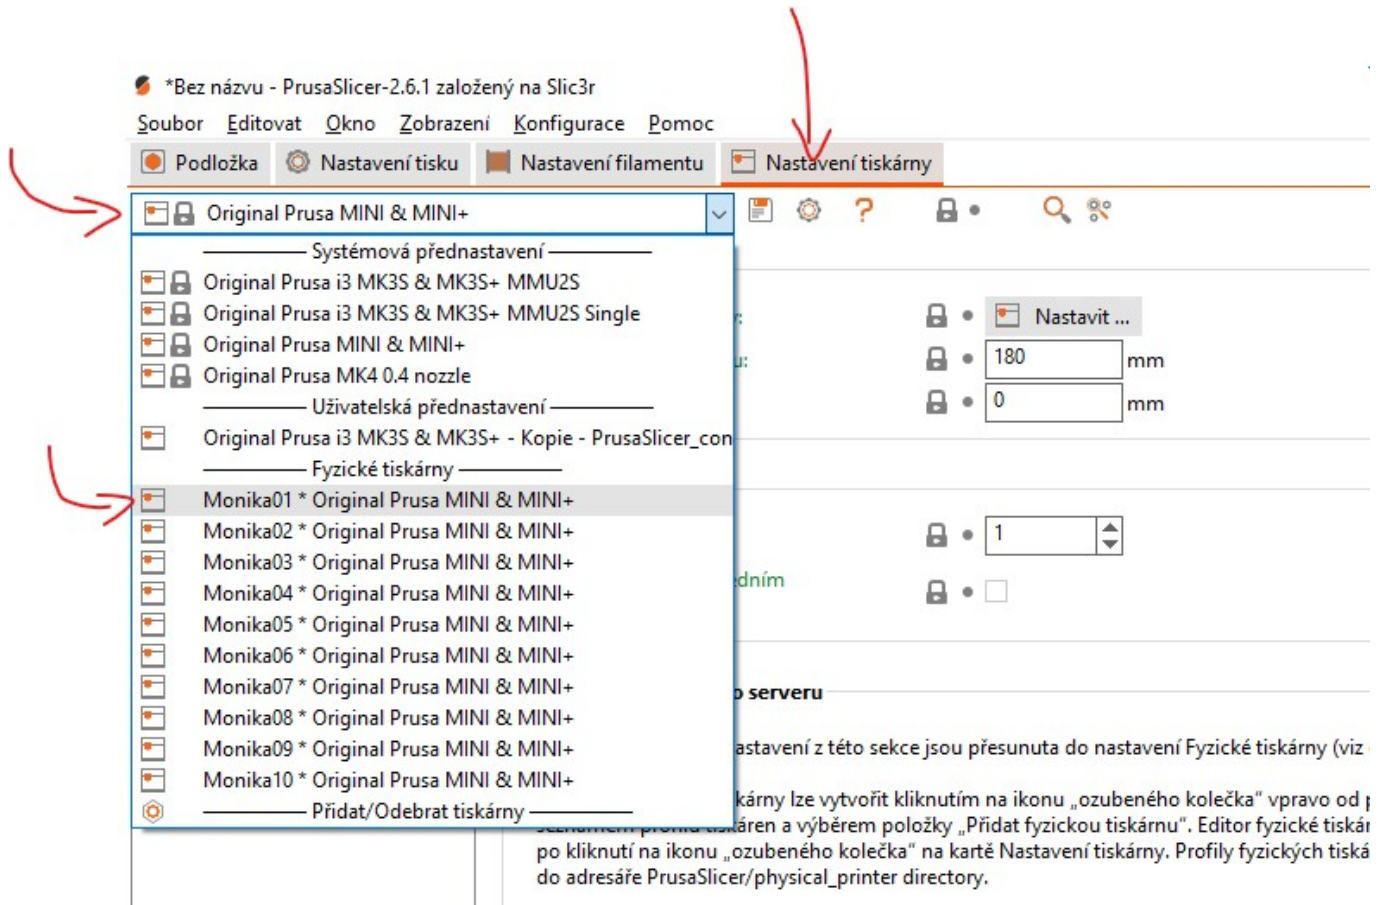 *Bez názvu - PrusaSlicer-2.6.1 založený na Slic3r
Soubor Editovat Okno Zobrazení Konfigurace Pomoc
Podložka Nastavení tisku Nastavení filamentu Nastavení tiskárny
Original Prusa MINI & MINI+ ?
Systémová přednastavení
Original Prusa i3 MK3S & MK3S+ MMU2S
Original Prusa i3 MK3S & MK3S+ MMU2S Single
y: Nastavit ...
Original Prusa MINI & MINI+
u: 180 mm
Original Prusa MK4 0.4 nozzle
Uživatelská přednastavení
0 mm
Original Prusa i3 MK3S & MK3S+ - Kopie - PrusaSlicer_con
Fyzické tiskárny
Monika01 * Original Prusa MINI & MINI+
Monika02 * Original Prusa MINI & MINI+
1
Monika03 * Original Prusa MINI & MINI+
edním
Monika04 * Original Prusa MINI & MINI+
Monika05 * Original Prusa MINI & MINI+
Monika06 * Original Prusa MINI & MINI+
Monika07 * Original Prusa MINI & MINI+
o serveru
Monika08 * Original Prusa MINI & MINI+
Monika09 * Original Prusa MINI & MINI+
astavení z této sekce jsou přesunuta do nastavení Fyzické tiskárny (viz
Monika10 * Original Prusa MINI & MINI+
Přidat/Odebrat tiskárny
kárny lze vytvořit kliknutím na ikonu „ozubeného kolečka“ vpravo od p
seznamem profilů tiskáren a výběrem položky „Přidat fyzickou tiskárnu“. Editor fyzické tiskár
po kliknutí na ikonu „ozubeného kolečka“ na kartě Nastavení tiskárny. Profily fyzických tiská
do adresáře PrusaSlicer/physical_printer directory.